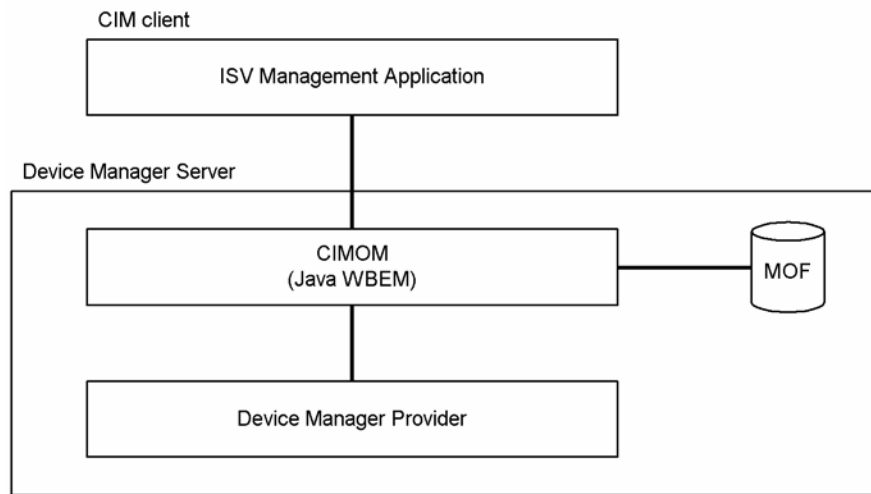 CIM client
ISV Management Application
Device Manager Server
CIMOM
(Java WBEM)
MOF
Device Manager Provider